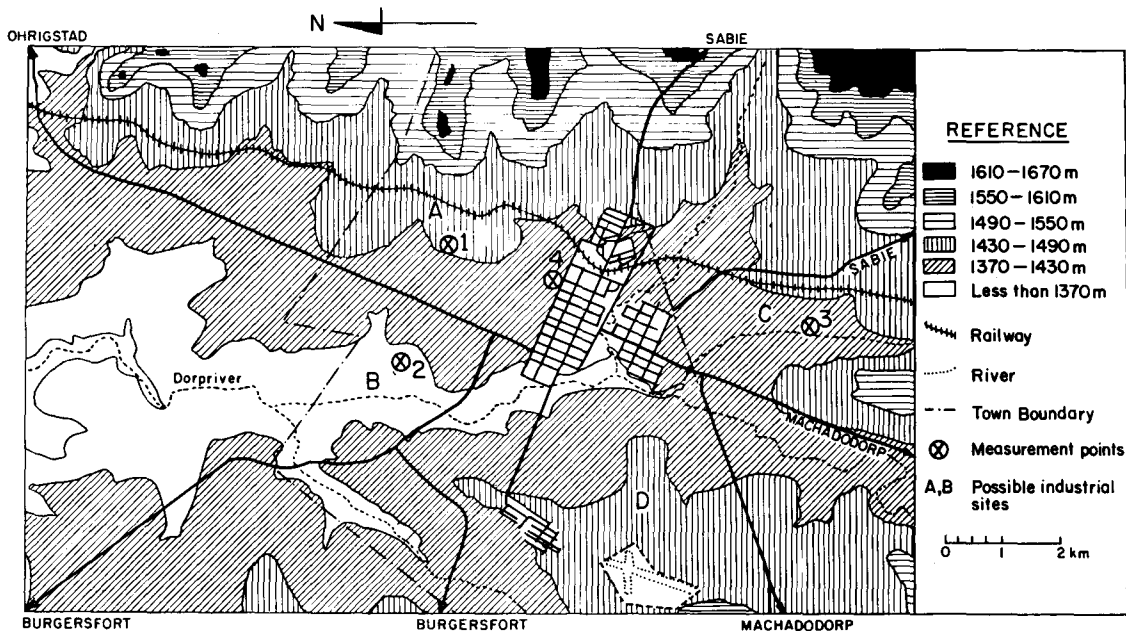 N
OHRIGSTAD
SABIE
A
1
4
SABIE
C
3
2
B
Dorpriver
MACHADODORP
D
BURGERSFORT
BURGERSFORT
MACHADODORP
REFERENCE
1610 – 1670 m
1550 – 1610 m
1490 – 1550 m
1430 – 1490 m
1370 – 1430 m
Less than 1370 m
Railway
River
Town Boundary
Measurement points
A,B Possible industrial
sites
0 1 2 km